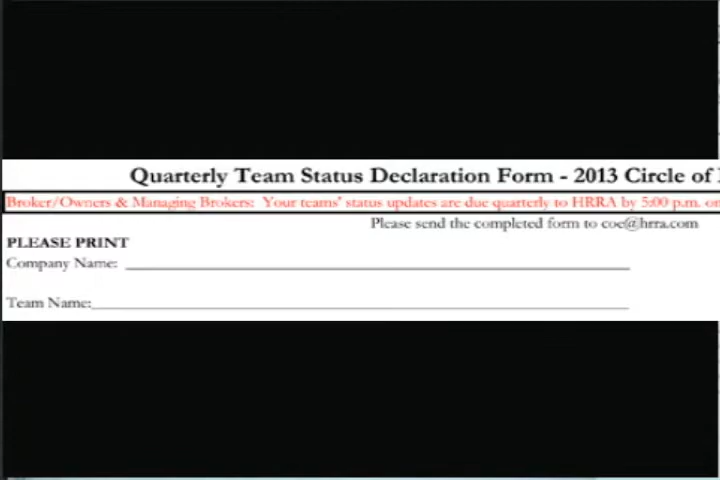 Quarterly Team Status Declaration Form - 2013 Circle of
Broker/Owners & Managing Brokers: Your teams' status updates are due quarterly to HRRA by 5:00 p.m. on
Please send the completed form to coe@hrra.com
PLEASE PRINT
Company Name:
Team Name: